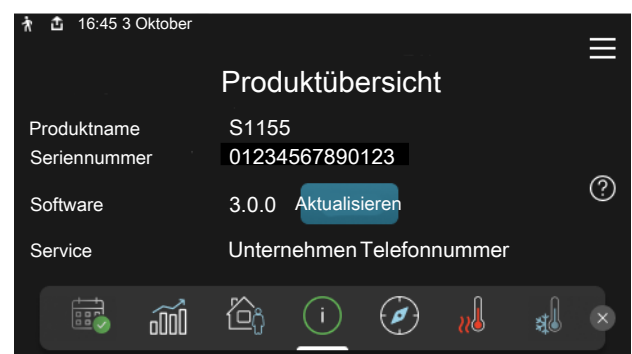 16:45 3 Oktober
Produktübersicht
Produktname S1155
Seriennummer 01234567890123
Software 3.0.0 Aktualisieren
Service Unternehmen Telefonnummer